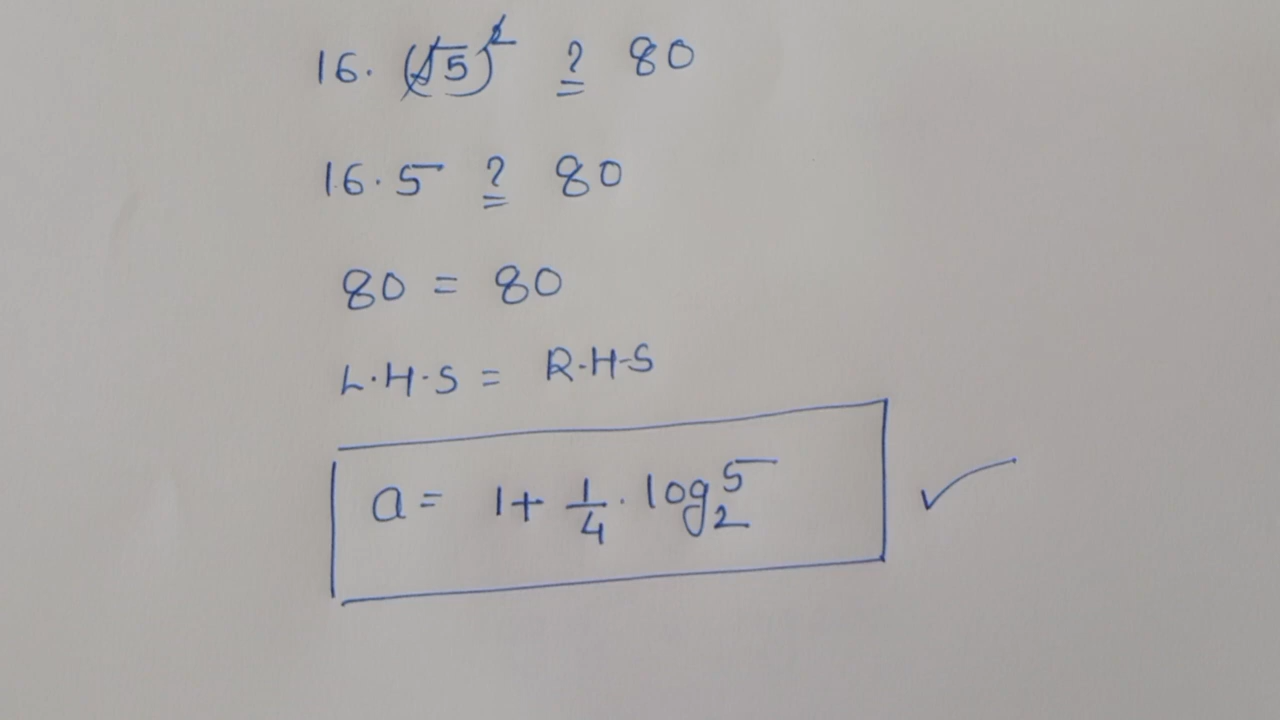 16. (√5)² ≟ 80
16.5 ≟ 80
80 = 80
L.H.S = R.H.S
a = 1 + 1/4 . log₂5